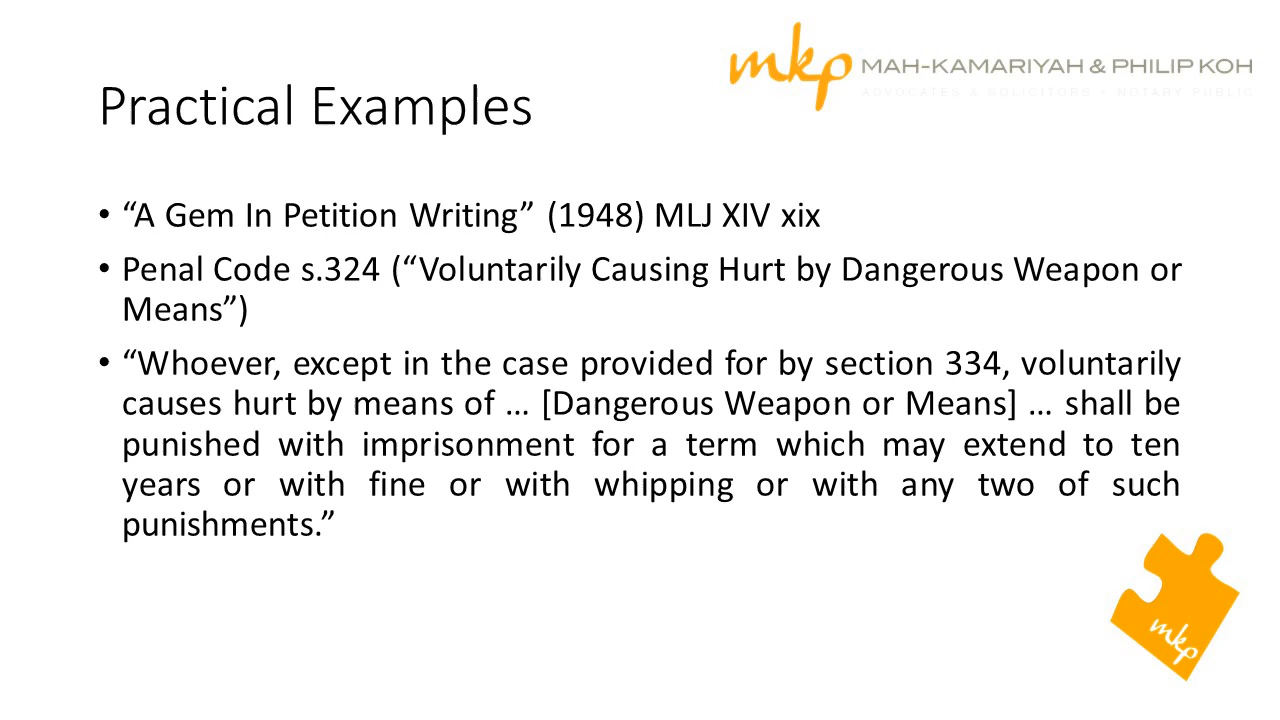 mkp MAH-KAMARIYAH & PHILIP KOH
ADVOCATES & SOLICITORS • NOTARY PUBLIC
Practical Examples
• “A Gem In Petition Writing” (1948) MLJ XIV xix
• Penal Code s.324 (“Voluntarily Causing Hurt by Dangerous Weapon or
Means”)
• “Whoever, except in the case provided for by section 334, voluntarily
causes hurt by means of … [Dangerous Weapon or Means] … shall be
punished with imprisonment for a term which may extend to ten
years or with fine or with whipping or with any two of such
punishments.”
mkp